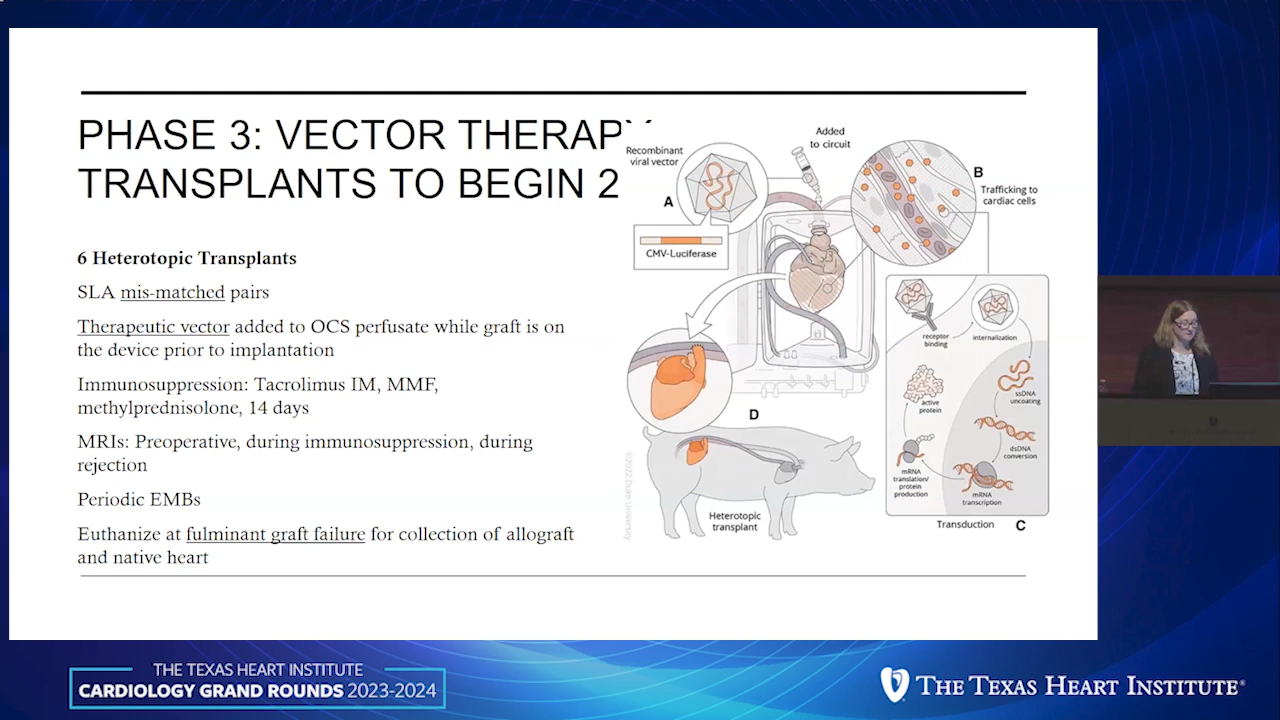 PHASE 3: VECTOR THERAPY
TRANSPLANTS TO BEGIN 2
6 Heterotopic Transplants
SLA mis-matched pairs
Therapeutic vector added to OCS perfusate while graft is on
the device prior to implantation
Immunosuppression: Tacrolimus IM, MMF,
methylprednisolone, 14 days
MRIs: Preoperative, during immunosuppression, during
rejection
Periodic EMBs
Euthanize at fulminant graft failure for collection of allograft
and native heart
Recombinant
viral vector
A
CMV-Luciferase
Added
to circuit
B
Trafficking to
cardiac cells
receptor
binding
internalization
ssDNA
uncoating
dsDNA
conversion
mRNA
transcription
mRNA
translation/
protein
production
active
protein
Transduction
C
D
Heterotopic
transplant
©2022 Duke University
THE TEXAS HEART INSTITUTE
CARDIOLOGY GRAND ROUNDS 2023-2024
THE TEXAS HEART INSTITUTE®